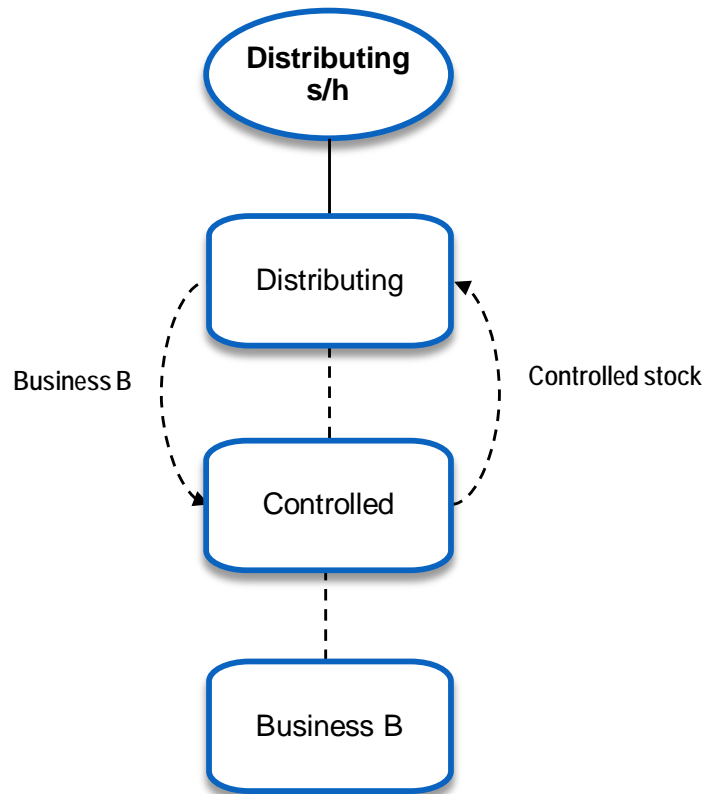 Distributing
s/h
Distributing
Business B
Controlled stock
Controlled
Business B